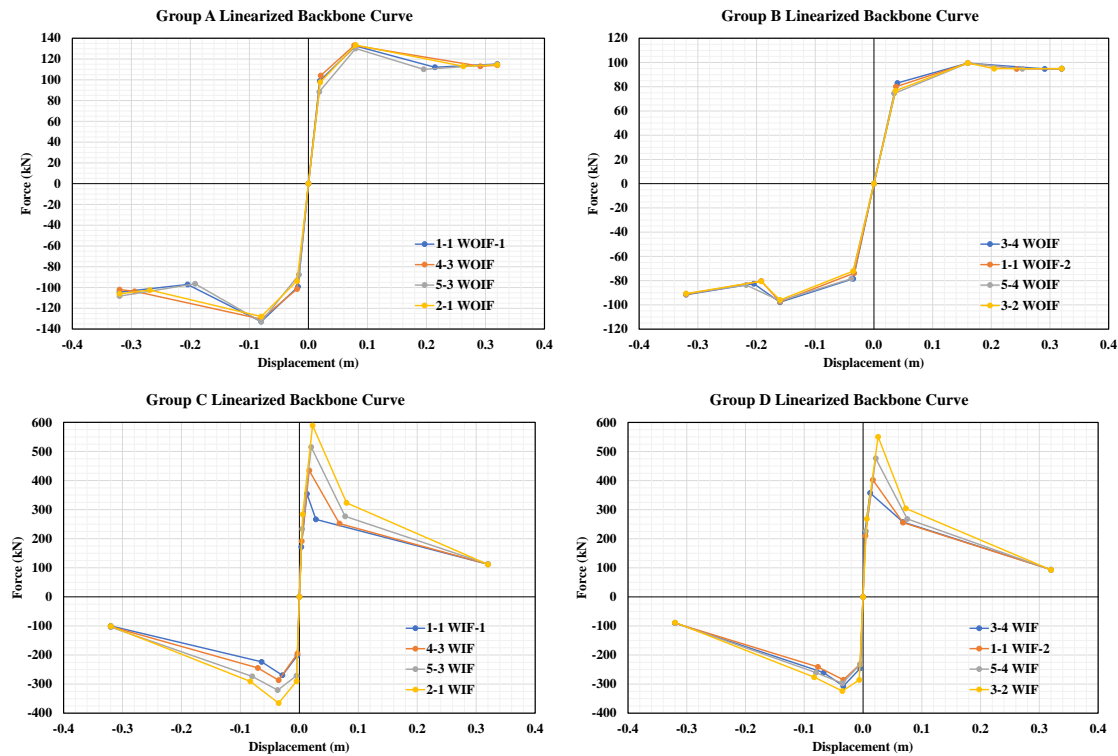 Group A Linearized Backbone Curve
Force (kN)
140
120
100
80
60
40
20
0
-20
-40
-60
-80
-100
-120
-140
1-1 WOIF-1
4-3 WOIF
5-3 WOIF
2-1 WOIF
-0.4 -0.3 -0.2 -0.1 0.0 0.1 0.2 0.3 0.4
Displacement (m)
Group B Linearized Backbone Curve
Force (kN)
120
100
80
60
40
20
0
-20
-40
-60
-80
-100
-120
3-4 WOIF
1-1 WOIF-2
5-4 WOIF
3-2 WOIF
-0.4 -0.3 -0.2 -0.1 0.0 0.1 0.2 0.3 0.4
Displacement (m)
Group C Linearized Backbone Curve
Force (kN)
600
500
400
300
200
100
0
-100
-200
-300
-400
1-1 WIF-1
4-3 WIF
5-3 WIF
2-1 WIF
-0.4 -0.3 -0.2 -0.1 0.0 0.1 0.2 0.3 0.4
Displacement (m)
Group D Linearized Backbone Curve
Force (kN)
600
500
400
300
200
100
0
-100
-200
-300
-400
3-4 WIF
1-1 WIF-2
5-4 WIF
3-2 WIF
-0.4 -0.3 -0.2 -0.1 0.0 0.1 0.2 0.3 0.4
Displacement (m)